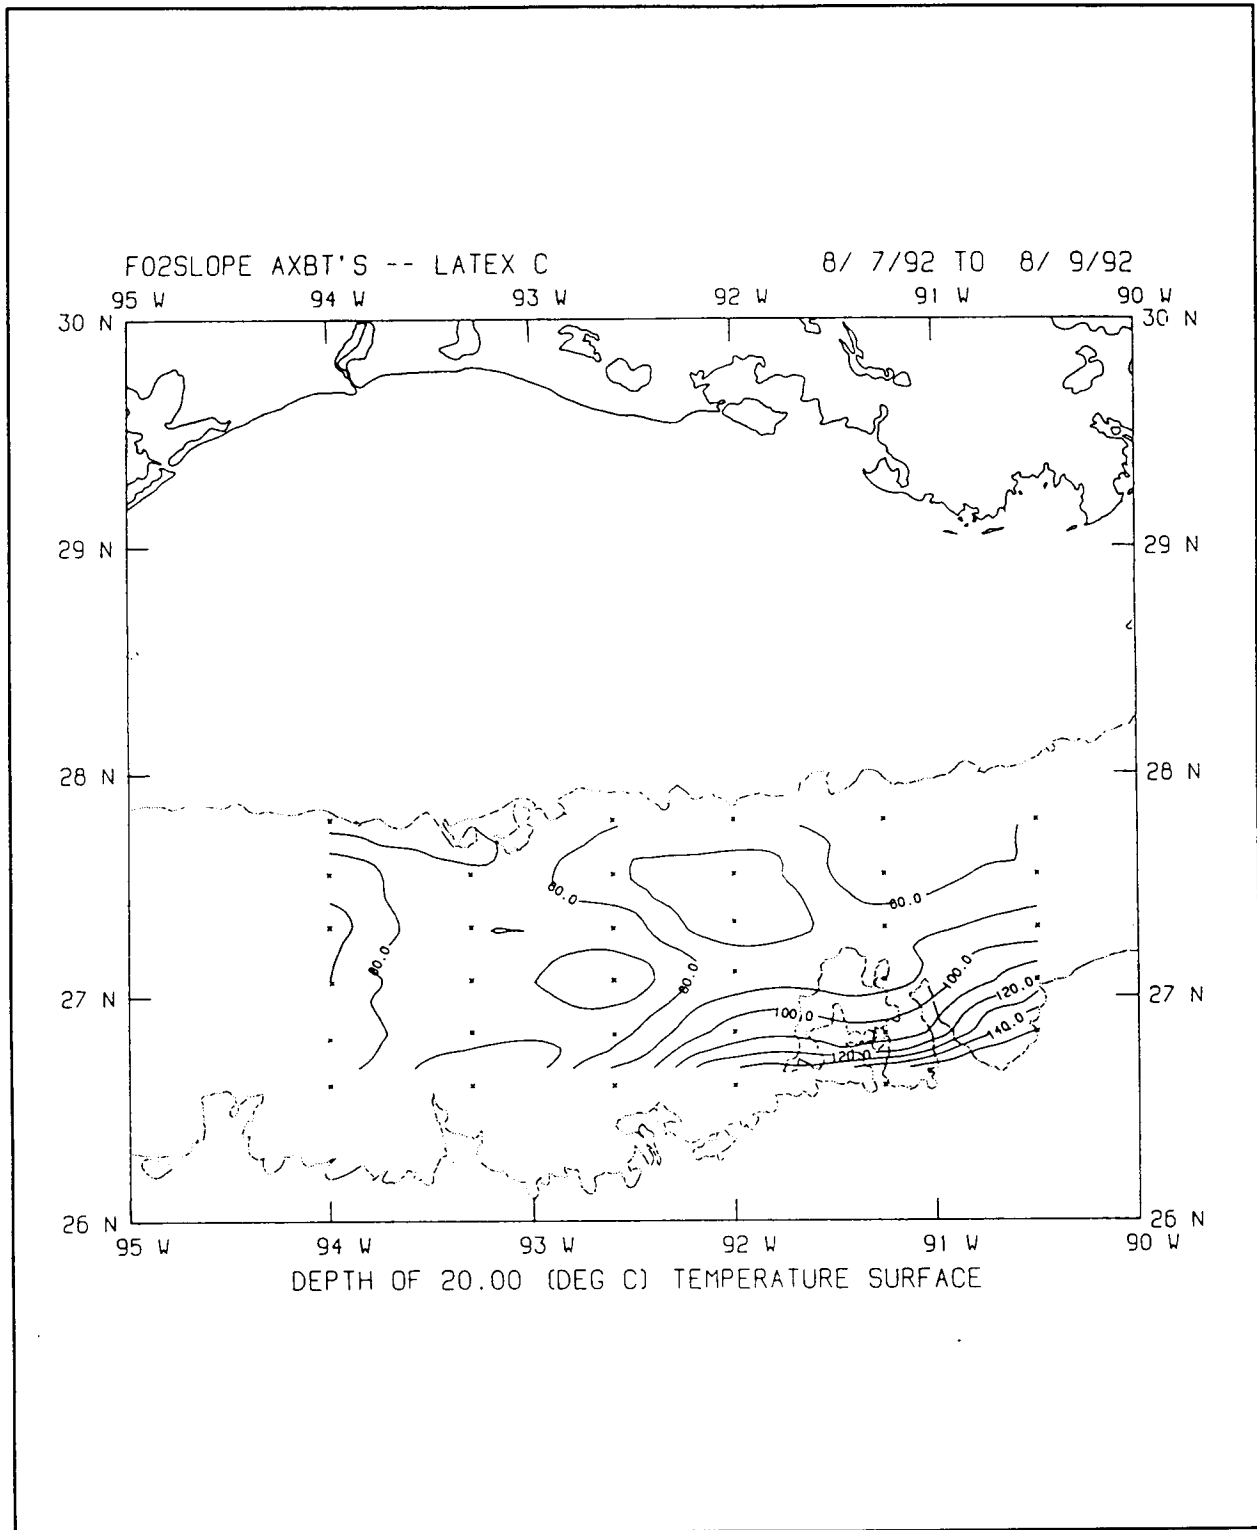 F02SLOPE AXBT'S -- LATEX C 8/ 7/92 TO 8/ 9/92
95 W 94 W 93 W 92 W 91 W 90 W
30 N 30 N
29 N 29 N
28 N 28 N
80.0 80.0
80.0 80.0 100.0
27 N 120.0 27 N
100.0 140.0
120.0
26 N 26 N
95 W 94 W 93 W 92 W 91 W 90 W
DEPTH OF 20.00 (DEG C) TEMPERATURE SURFACE